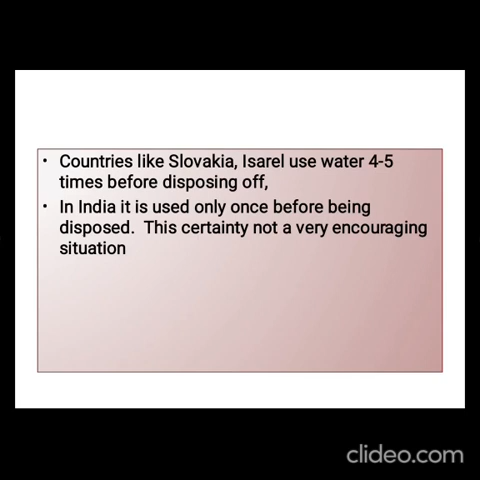 • Countries like Slovakia, Isarel use water 4-5
times before disposing off,
• In India it is used only once before being
disposed. This certainty not a very encouraging
situation
clideo.com